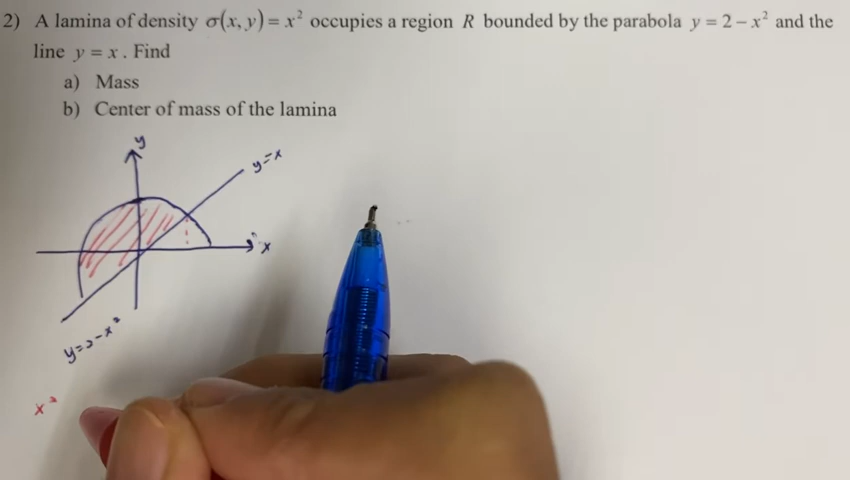 2) A lamina of density σ(x, y) = x² occupies a region R bounded by the parabola y = 2 − x² and the
line y = x . Find
a) Mass
b) Center of mass of the lamina
y
y=x
x
y=2-x²
x²